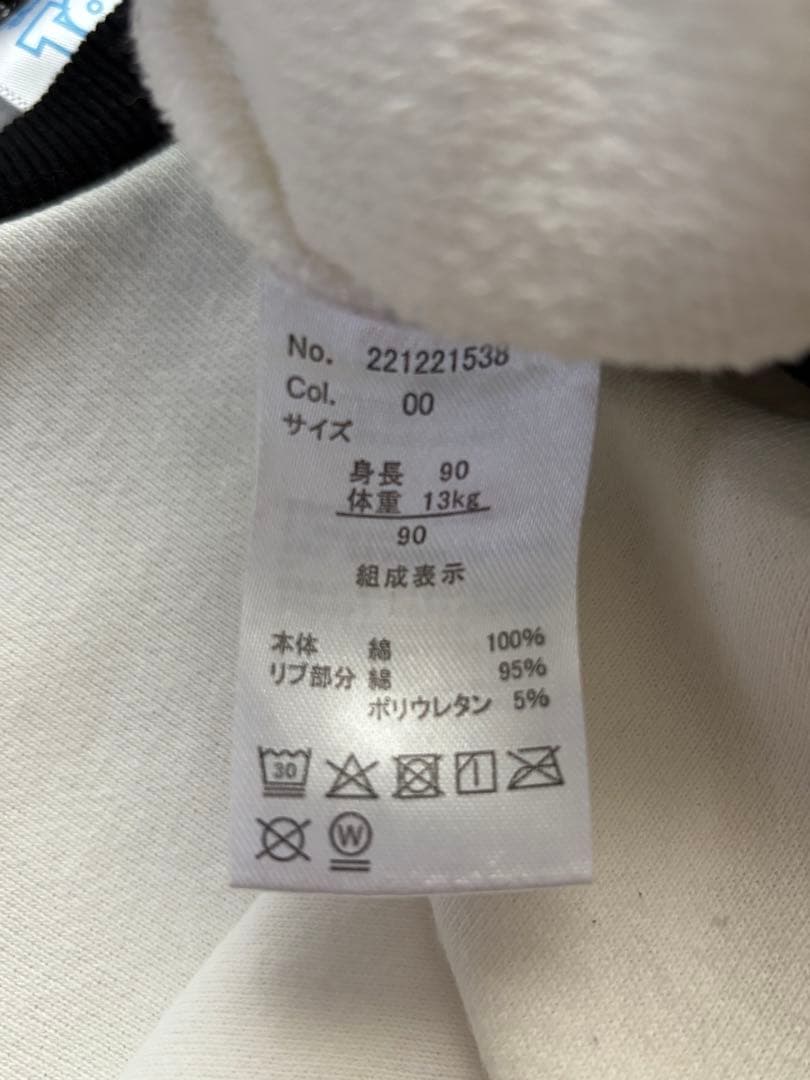 No. 221221538
Col. 00
サイズ
身長 90
体重 13kg
90
組成表示
本体 綿 100%
リブ部分 綿 95%
ポリウレタン 5%
30
W